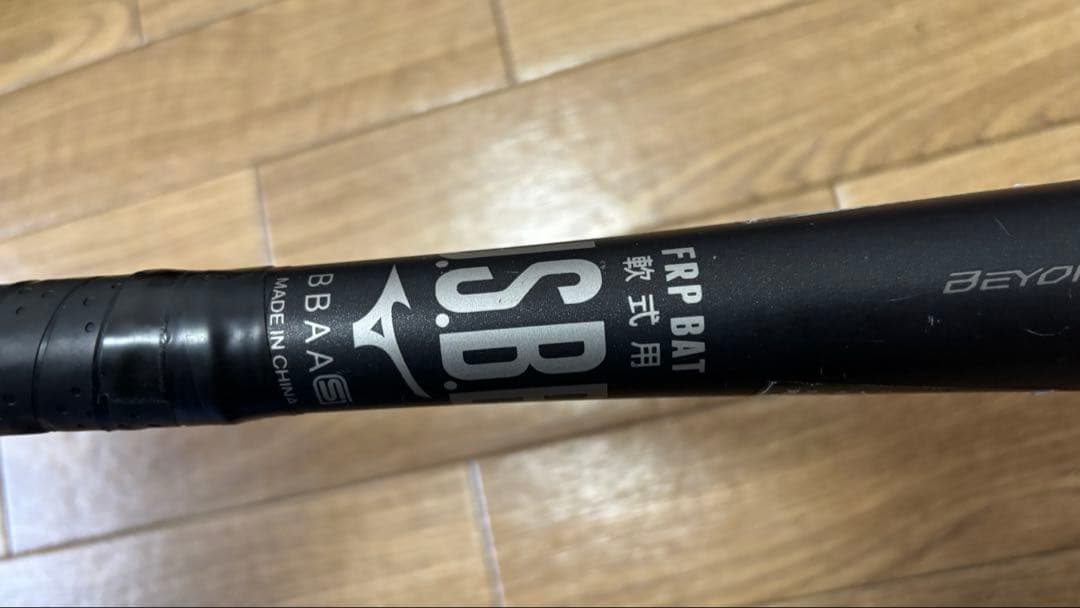 BBAA
MADE IN CHINA
.S.B.
FRP BAT
軟式用